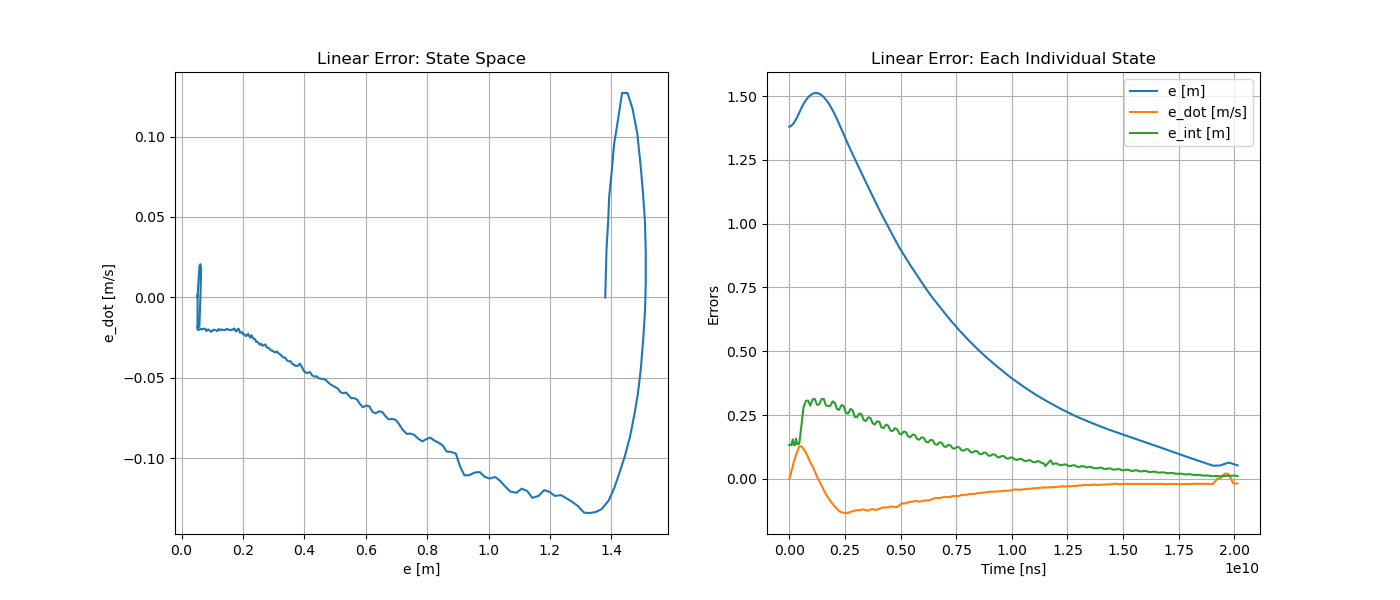 Linear Error: State Space
e_dot [m/s]
0.10
0.05
0.00
−0.05
−0.10
0.0 0.2 0.4 0.6 0.8 1.0 1.2 1.4
e [m]
Linear Error: Each Individual State
Errors
1.50
1.25
1.00
0.75
0.50
0.25
0.00
e [m]
e_dot [m/s]
e_int [m]
0.00 0.25 0.50 0.75 1.00 1.25 1.50 1.75 2.00
Time [ns]
1e10